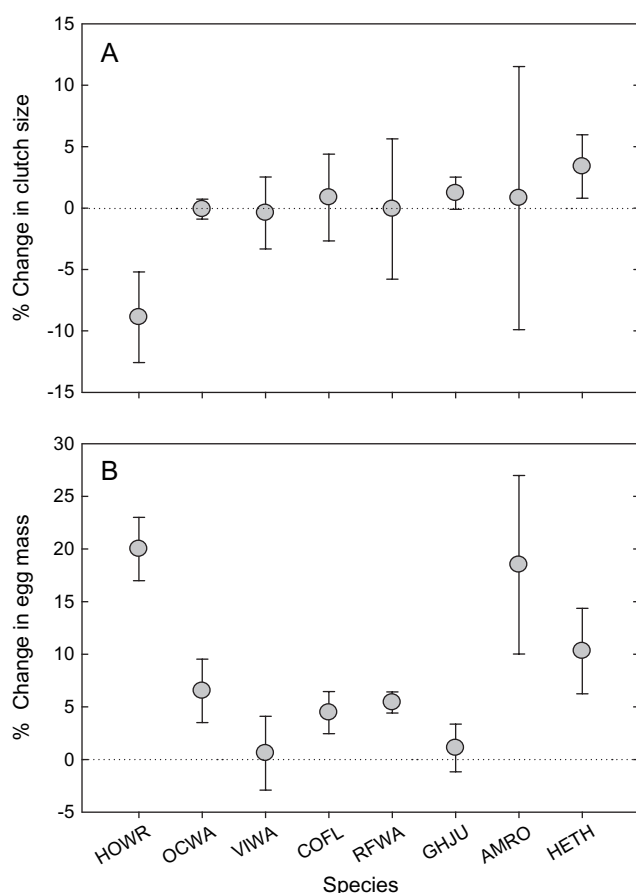 A
15
10
5
0
-5
-10
-15
% Change in clutch size
B
30
25
20
15
10
5
0
-5
% Change in egg mass
HOWR
OCWA
VIWA
COFL
RFWA
GHJU
AMRO
HETH
Species